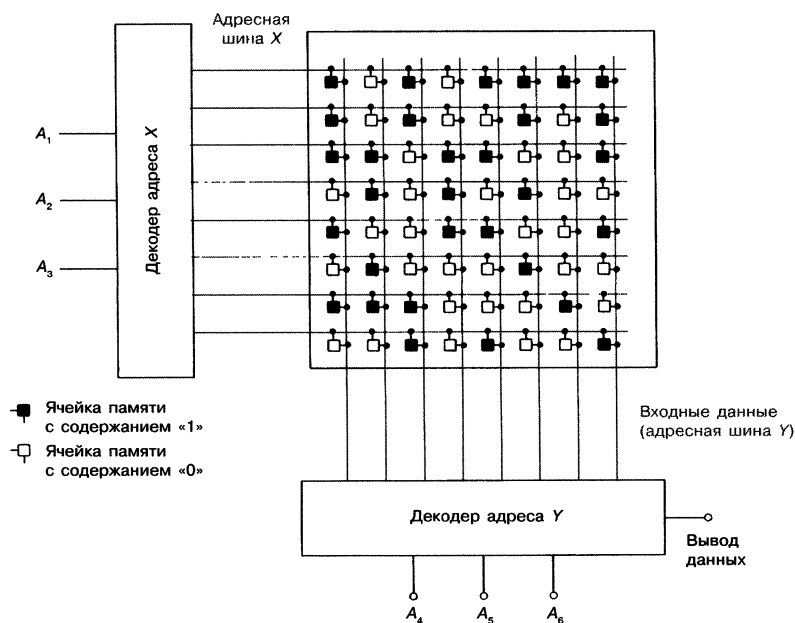 Адресная
шина X
Декодер адреса X
A₁
A₂
A₃
Ячейка памяти
с содержанием «1»
Ячейка памяти
с содержанием «0»
Входные данные
(адресная шина Y)
Декодер адреса Y
Вывод
данных
A₄
A₅
A₆